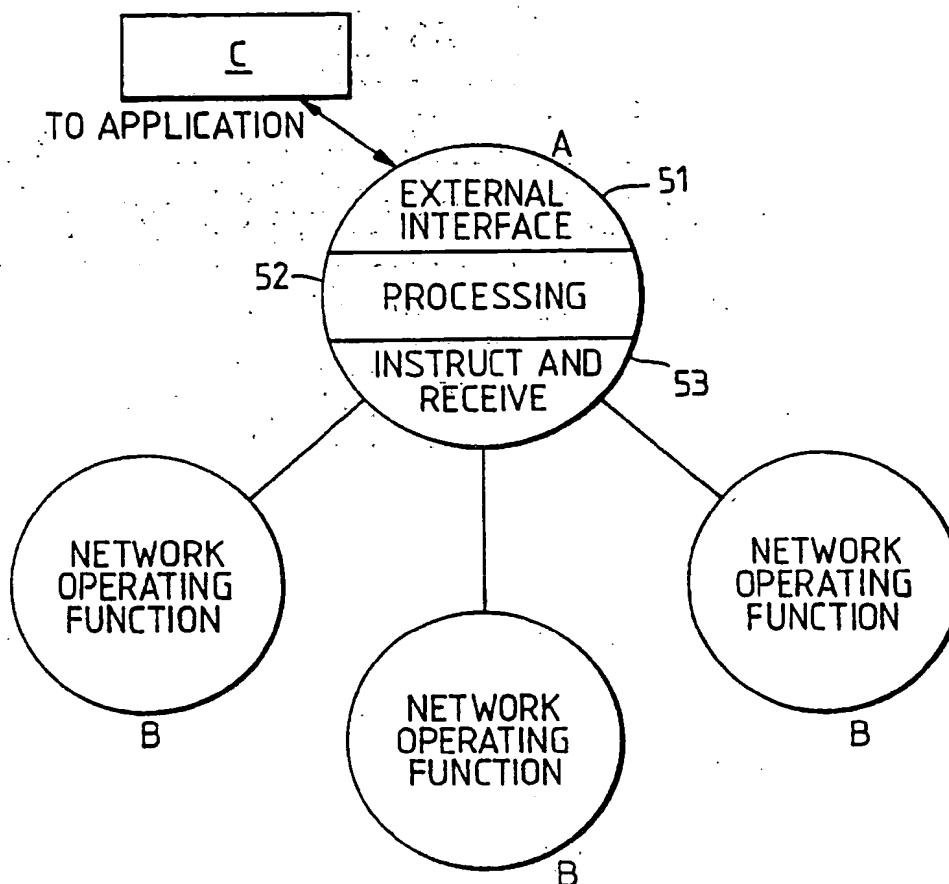 C
TO APPLICATION
A
51
EXTERNAL
INTERFACE
52
PROCESSING
INSTRUCT AND
RECEIVE
53
NETWORK
OPERATING
FUNCTION
B
NETWORK
OPERATING
FUNCTION
B
NETWORK
OPERATING
FUNCTION
B